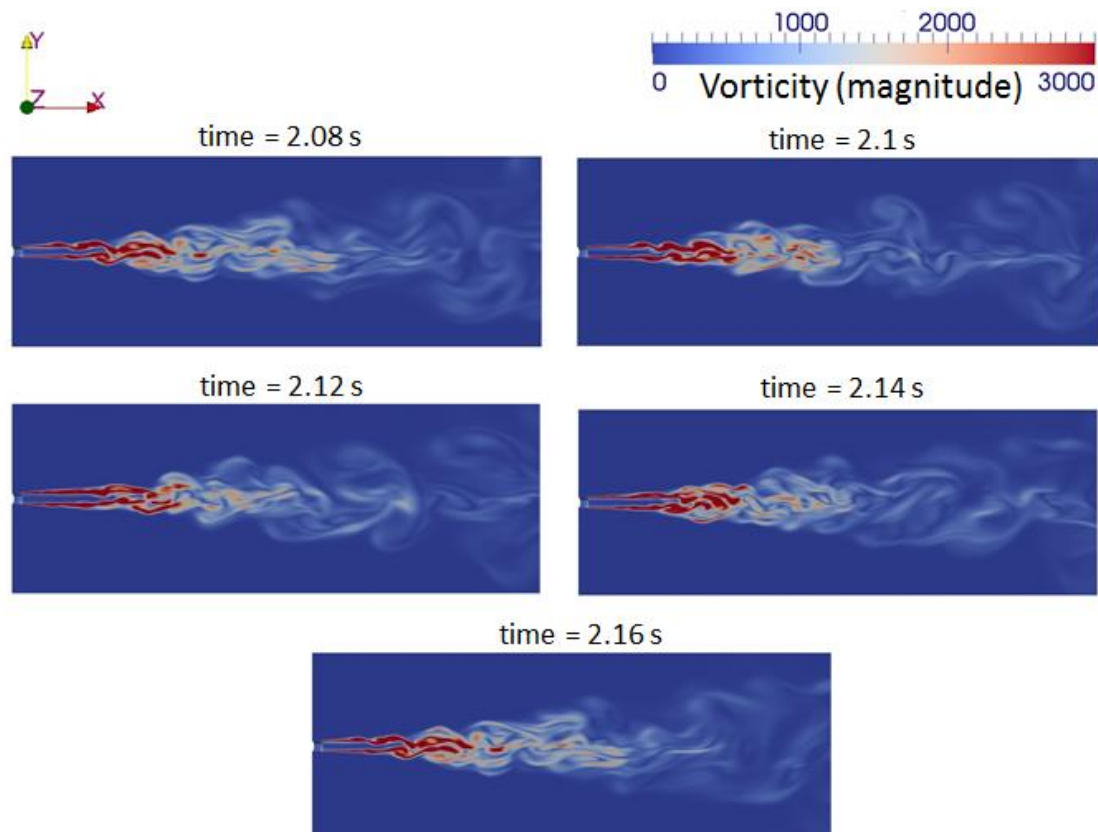 Y
Z X
1000 2000
0 Vorticity (magnitude) 3000
time = 2.08 s
time = 2.1 s
time = 2.12 s
time = 2.14 s
time = 2.16 s